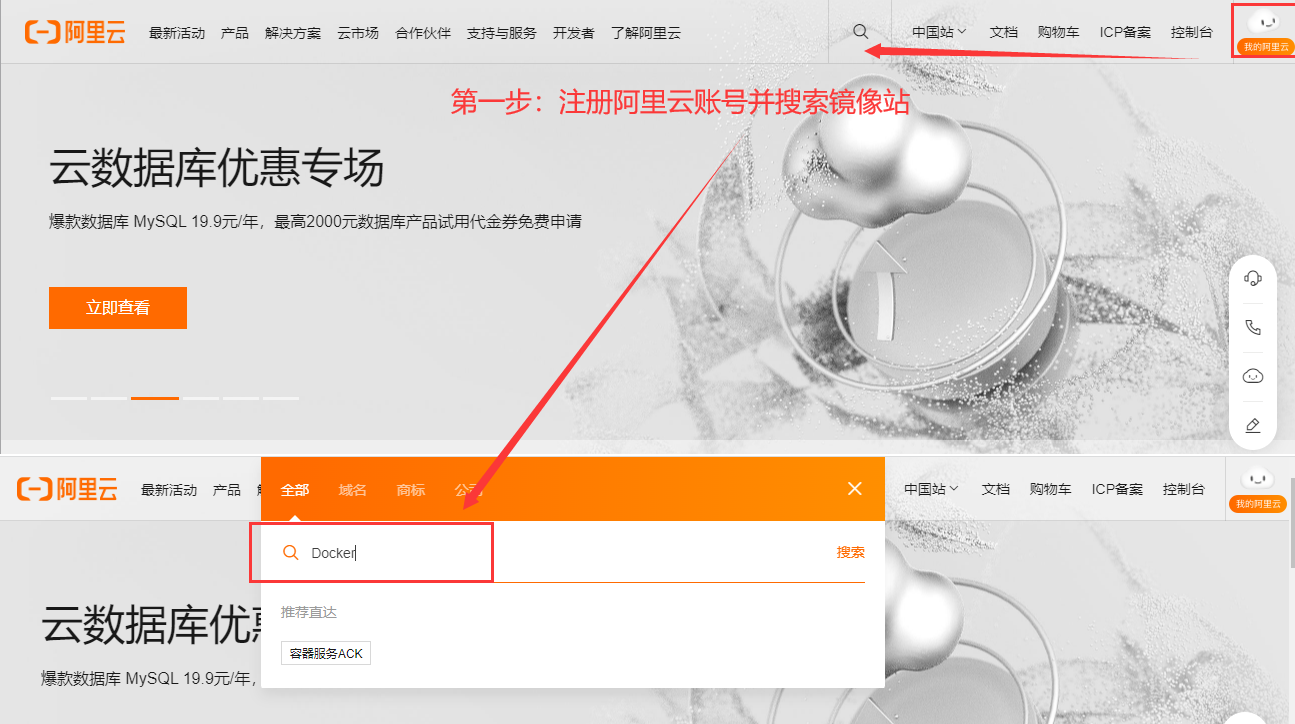 阿里云 最新活动 产品 解决方案 云市场 合作伙伴 支持与服务 开发者 了解阿里云 中国站 文档 购物车 ICP备案 控制台
我的阿里云
第一步：注册阿里云账号并搜索镜像站
云数据库优惠专场
爆款数据库 MySQL 19.9元/年，最高2000元数据库产品试用代金券免费申请
立即查看
阿里云 最新活动 产品 全部 域名 商标 公司 中国站 文档 购物车 ICP备案 控制台
我的阿里云
Docker 搜索
推荐直达
云数据库优惠
容器服务ACK
爆款数据库 MySQL 19.9元/年，